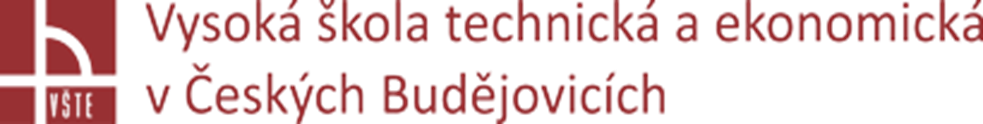 Vysoká škola technická a ekonomická
v Českých Budějovicích
VŠTE